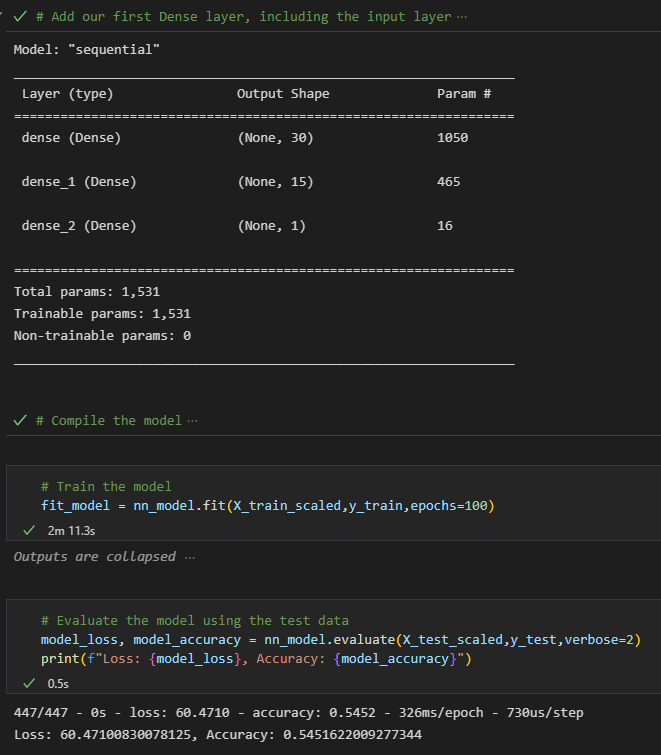 # Add our first Dense layer, including the input layer ···
Model: "sequential"
_________________________________________________________________
Layer (type) Output Shape Param #
=================================================================
dense (Dense) (None, 30) 1050
dense_1 (Dense) (None, 15) 465
dense_2 (Dense) (None, 1) 16
=================================================================
Total params: 1,531
Trainable params: 1,531
Non-trainable params: 0
_________________________________________________________________
# Compile the model ···
# Train the model
fit_model = nn_model.fit(X_train_scaled,y_train,epochs=100)
2m 11.3s
Outputs are collapsed ···
# Evaluate the model using the test data
model_loss, model_accuracy = nn_model.evaluate(X_test_scaled,y_test,verbose=2)
print(f"Loss: {model_loss}, Accuracy: {model_accuracy}")
0.5s
447/447 - 0s - loss: 60.4710 - accuracy: 0.5452 - 326ms/epoch - 730us/step
Loss: 60.47100830078125, Accuracy: 0.5451622009277344